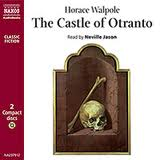 NAXOS
AudioBooks
CLASSIC
FICTION
Horace Walpole
The Castle of Otranto
Read by Neville Jason
2
Compact
discs